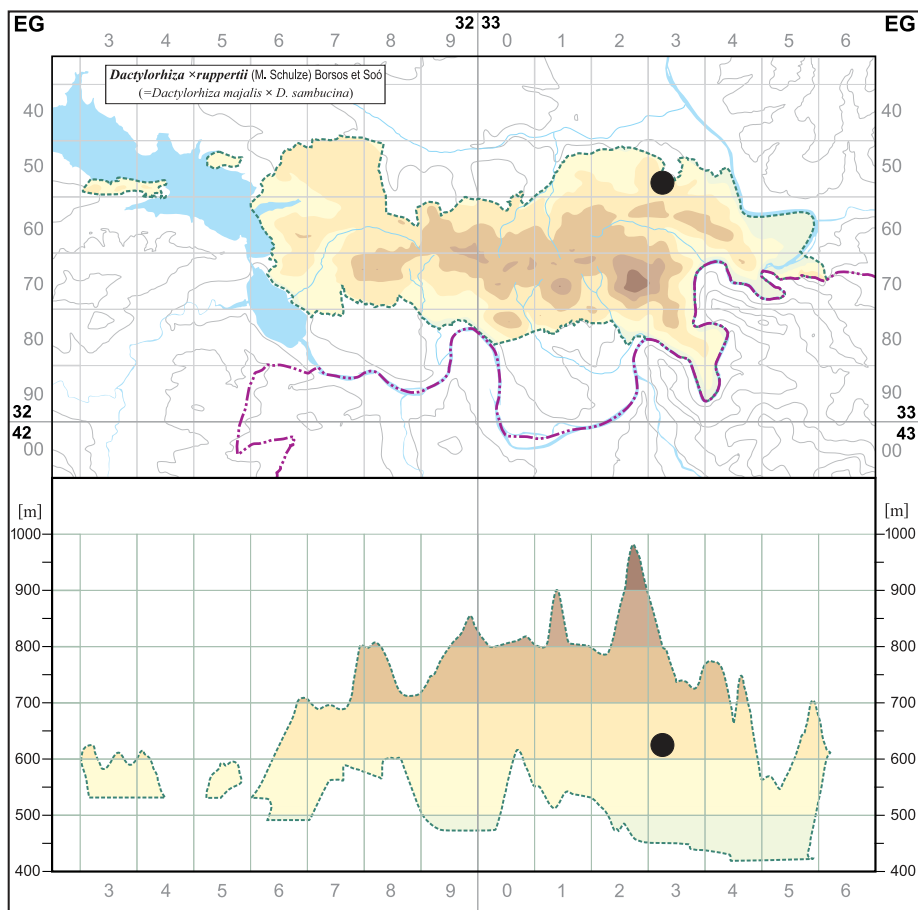 EG 32 33 EG
3 4 5 6 7 8 9 0 1 2 3 4 5 6
Dactylorhiza ×ruppertii (M. Schulze) Borsos et Soó
(=Dactylorhiza majalis × D. sambucina)
40 40
50 50
60 60
70 70
80 80
90 90
32 33
42 43
00 00
[m] [m]
1000 1000
900 900
800 800
700 700
600 600
500 500
400 400
3 4 5 6 7 8 9 0 1 2 3 4 5 6